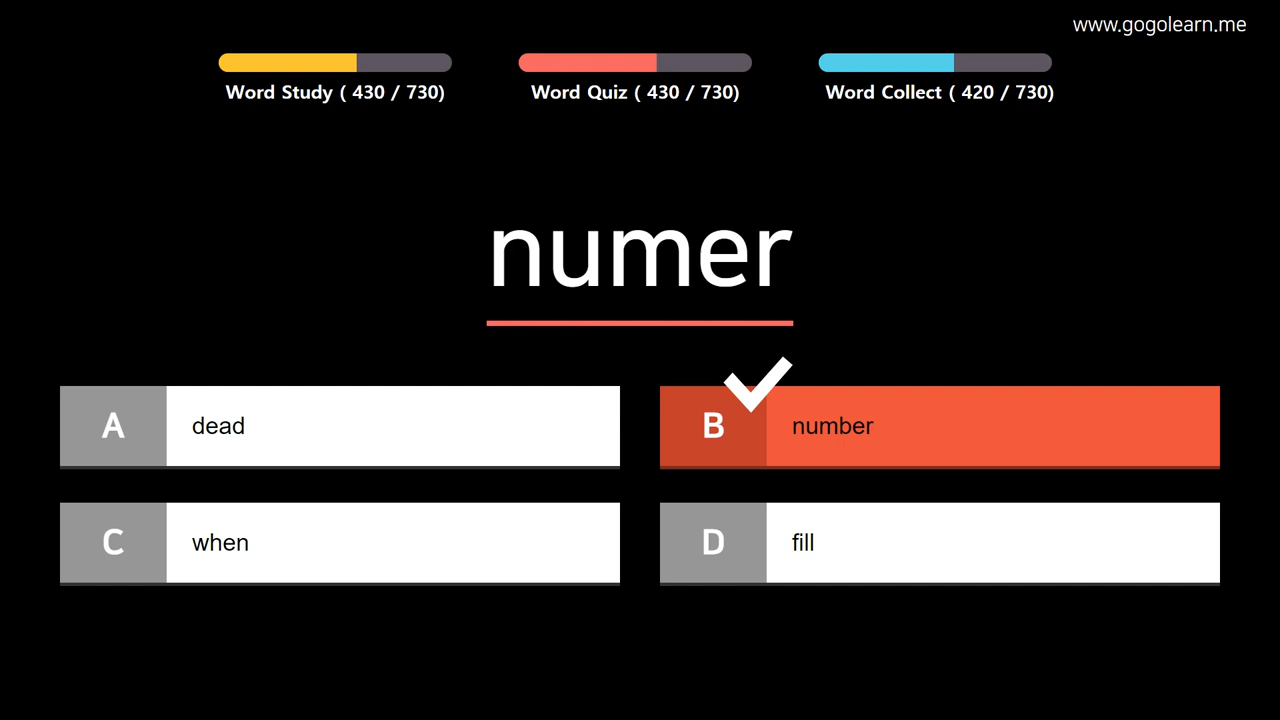 www.gogolearn.me
Word Study ( 430 / 730)
Word Quiz ( 430 / 730)
Word Collect ( 420 / 730)
numer
A dead
B number
C when
D fill